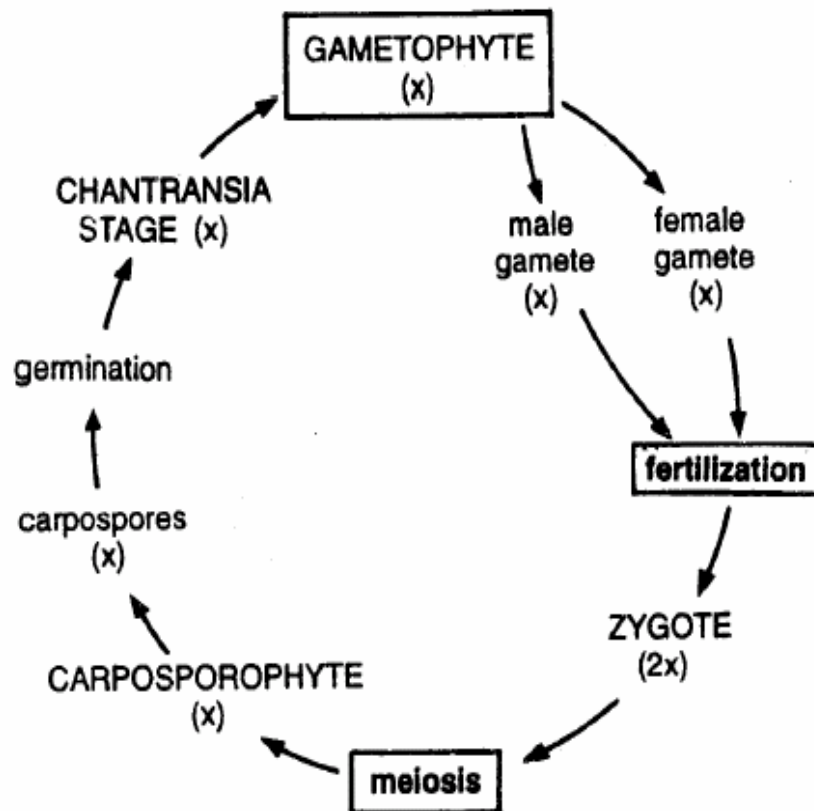 GAMETOPHYTE
(x)
male
gamete
(x)
female
gamete
(x)
fertilization
ZYGOTE
(2x)
meiosis
CARPOSPOROPHYTE
(x)
carpospores
(x)
germination
CHANTRANSIA
STAGE (x)